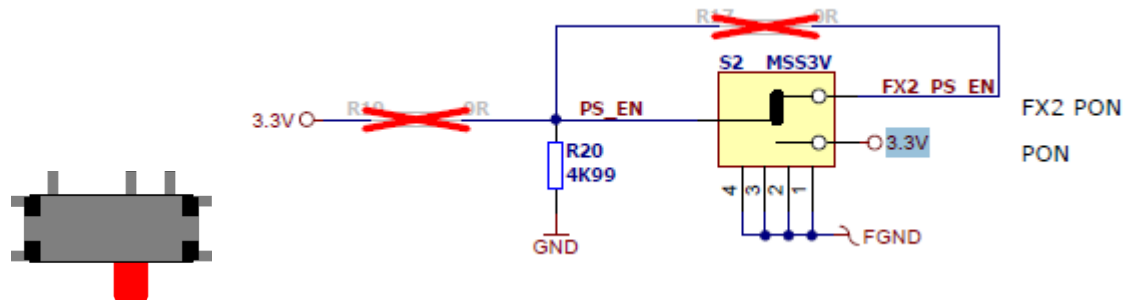 R17 0R
S2 MSS3V
FX2_PS_EN
FX2 PON
R19 0R
3.3V
PS_EN
3.3V
PON
R20
4K99
4 3 2 1
GND
FGND